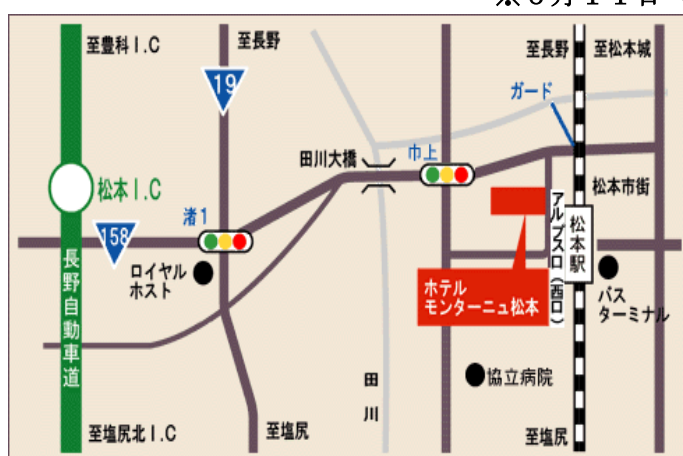 至豊科I.C
至長野
至長野
至松本城
19
ガード
田川大橋
巾上
松本I.C
松本市街
渚1
158
アルプス口(西口)
松本駅
ロイヤル
ホスト
長野自動車道
ホテル
モンターニュ松本
バス
ターミナル
田川
協立病院
至塩尻北I.C
至塩尻
至塩尻